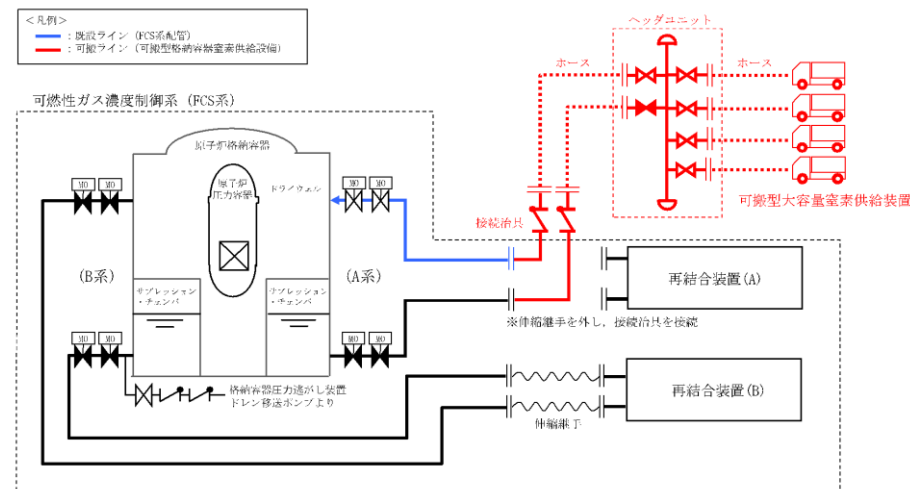 <凡例>
：既設ライン（FCS系配管）
：可搬ライン（可搬型格納容器窒素供給設備）
ヘッダユニット
ホース
ホース
可燃性ガス濃度制御系（FCS系）
原子炉格納容器
原子炉
圧力容器
ドライウェル
MO
MO
MO
MO
接続治具
可搬型大容量窒素供給装置
(B系)
(A系)
再結合装置(A)
サプレッション
・チェンバ
サプレッション
・チェンバ
※伸縮継手を外し，接続治具を接続
MO
MO
MO
MO
格納容器圧力逃がし装置
ドレン移送ポンプより
再結合装置(B)
伸縮継手